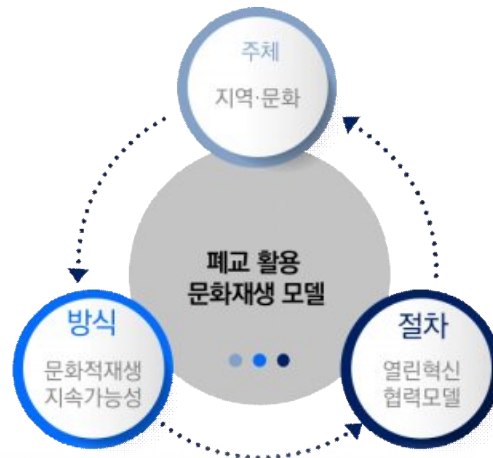 주체
지역·문화
폐교 활용
문화재생 모델
방식
문화적재생
지속가능성
절차
열린혁신
협력모델